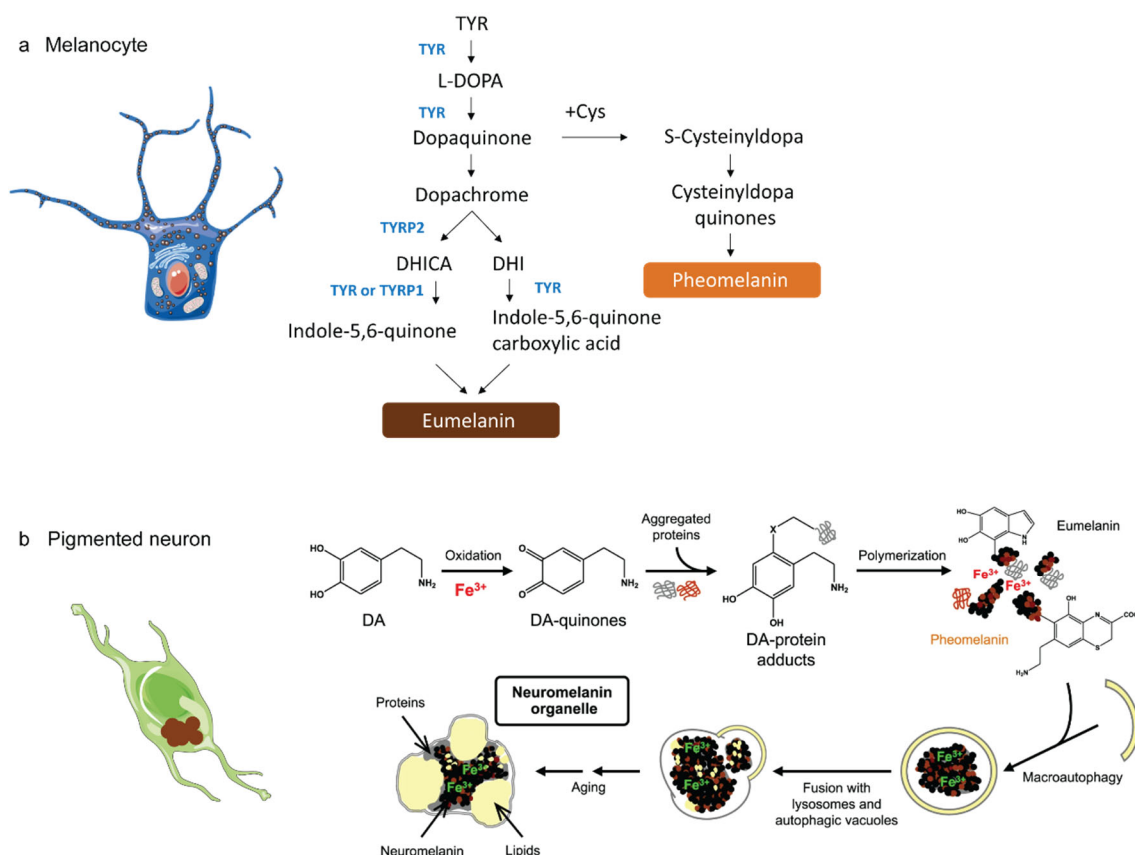 a Melanocyte
TYR
TYR
L-DOPA
TYR
+Cys
Dopaquinone
S-Cysteinyldopa
Dopachrome
Cysteinyldopa
quinones
TYRP2
DHICA
DHI
Pheomelanin
TYR or TYRP1
TYR
Indole-5,6-quinone
Indole-5,6-quinone
carboxylic acid
Eumelanin
b Pigmented neuron
HO
HO
NH2
DA
Oxidation
Fe3+
O
O
NH2
DA-quinones
Aggregated
proteins
X
HO
OH
NH2
DA-protein
adducts
Polymerization
HO
HO
N
H
Eumelanin
Fe3+
Fe3+
Pheomelanin
OH
N
S
H2N
Macroautophagy
Fe3+
Fe3+
Fusion with
lysosomes and
autophagic vacuoles
Fe3+
Fe3+
Aging
Neuromelanin
organelle
Proteins
Fe3+
Fe3+
Neuromelanin
Lipids